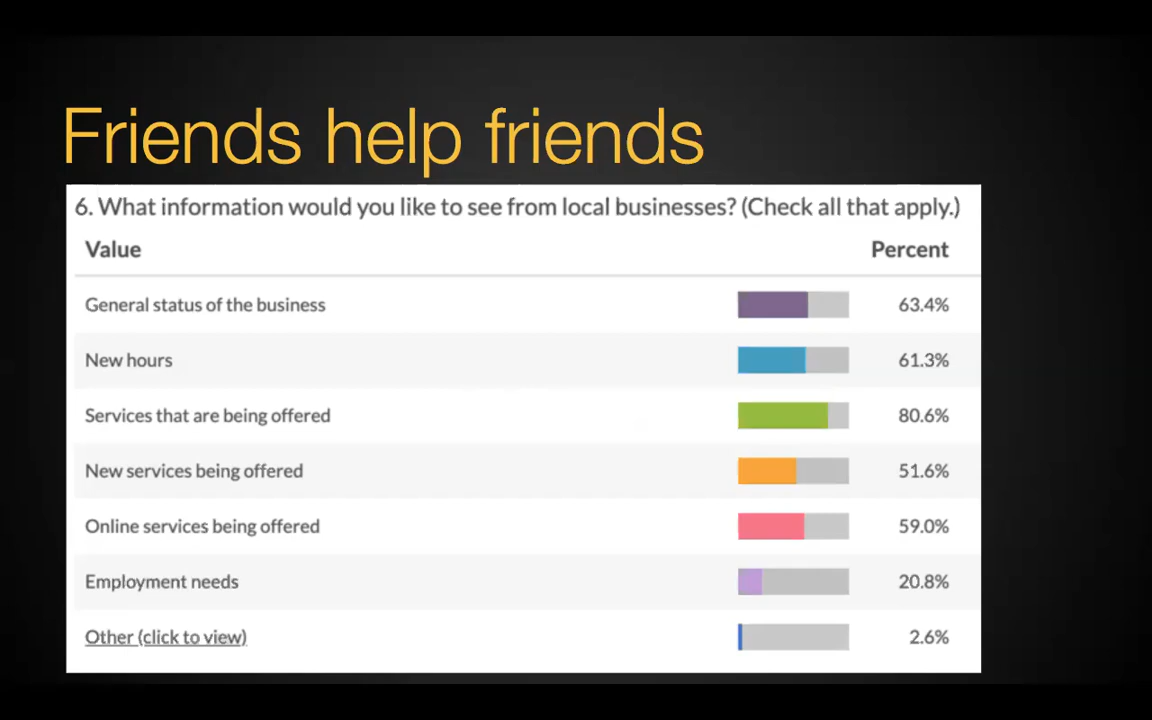 Friends help friends
6. What information would you like to see from local businesses? (Check all that apply.)
Value Percent
General status of the business 63.4%
New hours 61.3%
Services that are being offered 80.6%
New services being offered 51.6%
Online services being offered 59.0%
Employment needs 20.8%
Other (click to view) 2.6%